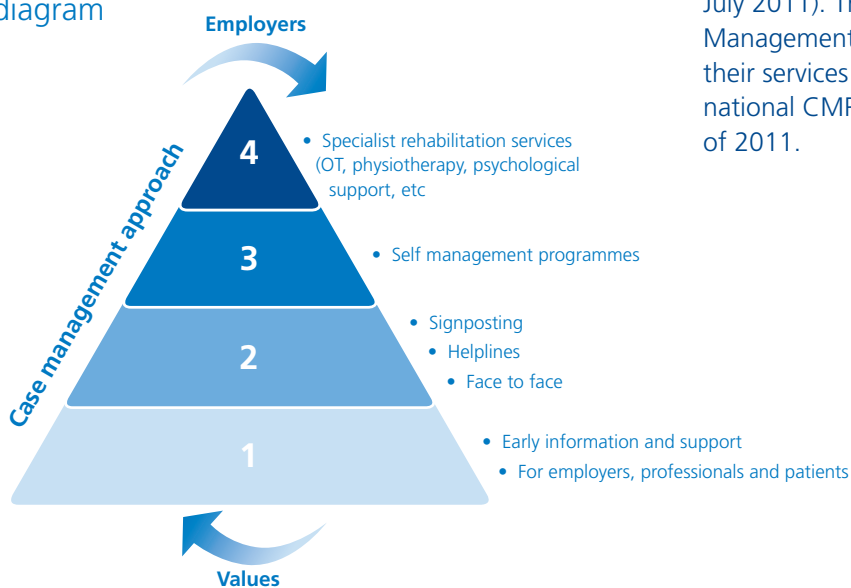 diagram
Employers
Case management approach
4
• Specialist rehabilitation services
(OT, physiotherapy, psychological
support, etc
3
• Self management programmes
2
• Signposting
• Helplines
• Face to face
1
• Early information and support
• For employers, professionals and patients
Values
July 2011). Th
Management
their services
national CMR
of 2011.